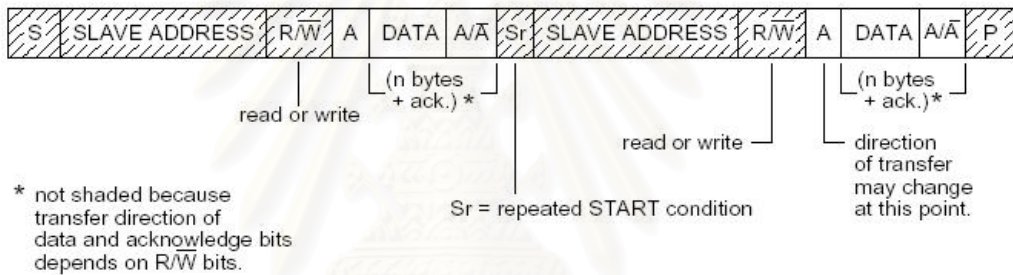 S SLAVE ADDRESS R/W̅ A DATA A/A̅ Sr SLAVE ADDRESS R/W̅ A DATA A/A̅ P
(n bytes + ack.) *
(n bytes + ack.) *
read or write
read or write
direction
of transfer
may change
at this point.
Sr = repeated START condition
* not shaded because
transfer direction of
data and acknowledge bits
depends on R/W̅ bits.